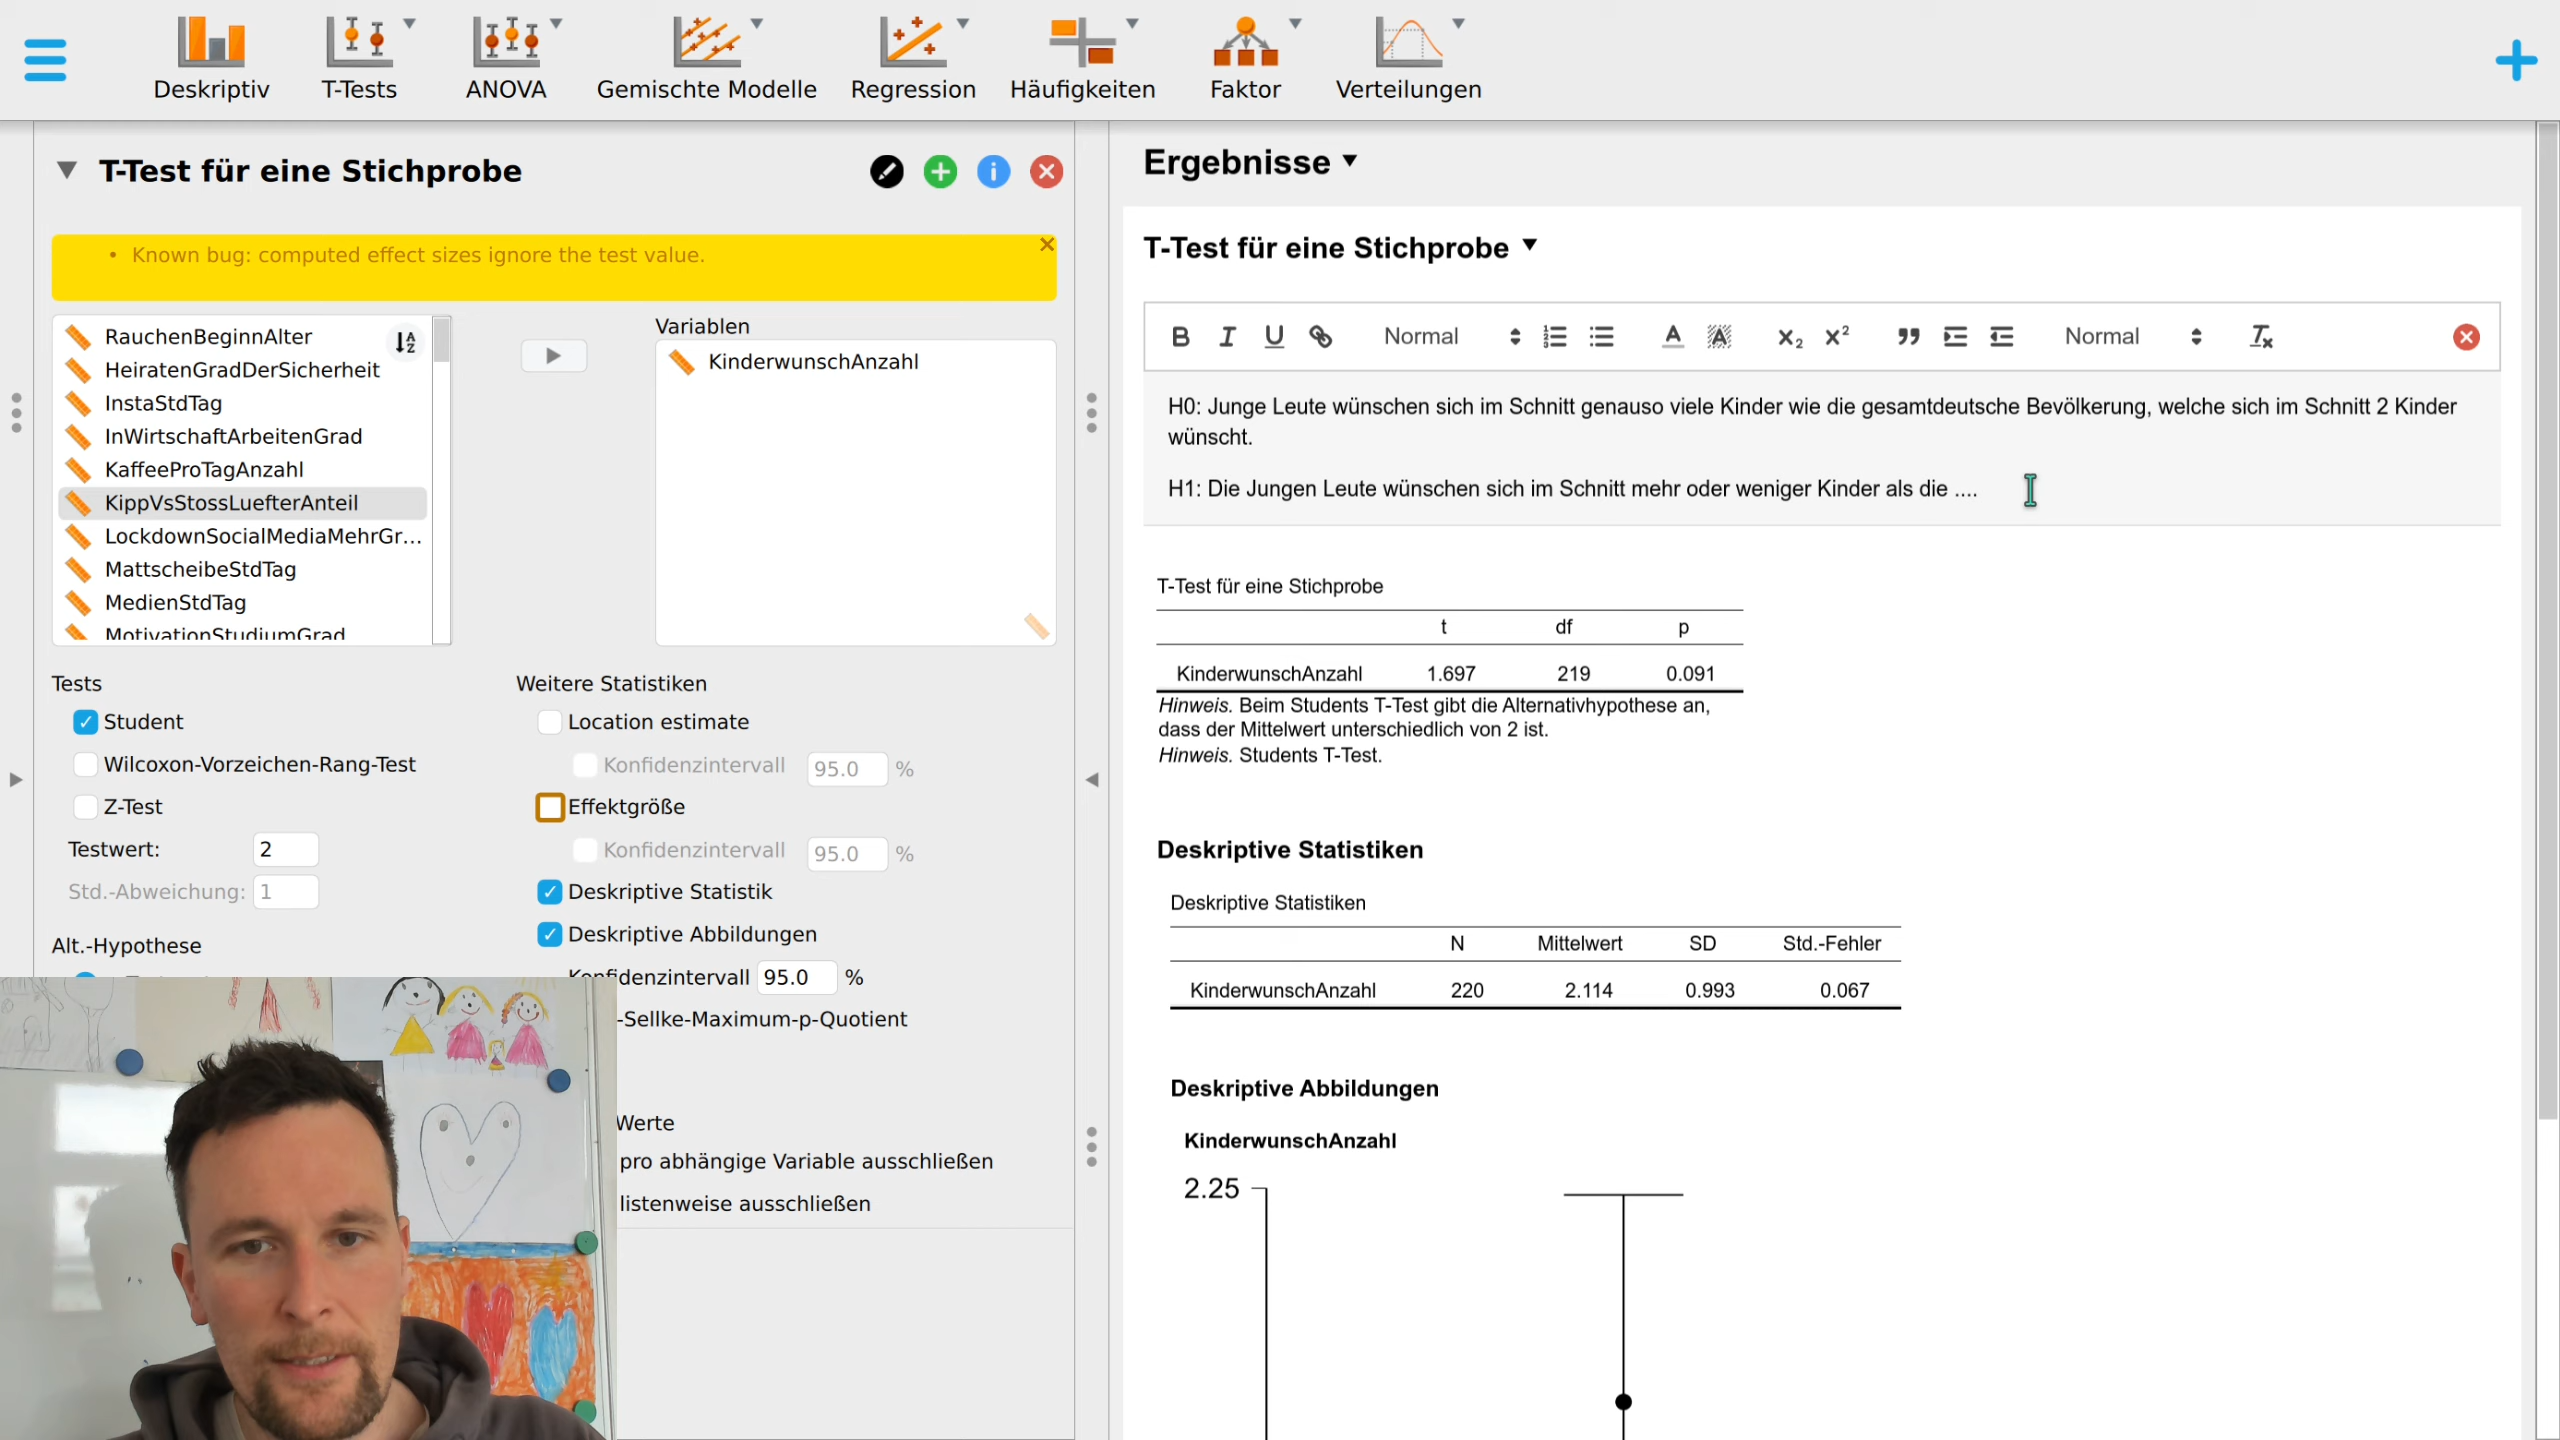 Deskriptiv
T-Tests
ANOVA
Gemischte Modelle
Regression
Häufigkeiten
Faktor
Verteilungen
T-Test für eine Stichprobe
• Known bug: computed effect sizes ignore the test value.
RauchenBeginnAlter
HeiratenGradDerSicherheit
InstaStdTag
InWirtschaftArbeitenGrad
KaffeeProTagAnzahl
KippVsStossLuefterAnteil
LockdownSocialMediaMehrGr...
MattscheibeStdTag
MedienStdTag
MotivationStudiumGrad
Variablen
KinderwunschAnzahl
Tests
Student
Wilcoxon-Vorzeichen-Rang-Test
Z-Test
Testwert: 2
Std.-Abweichung: 1
Alt.-Hypothese
Weitere Statistiken
Location estimate
Konfidenzintervall 95.0 %
Effektgröße
Konfidenzintervall 95.0 %
Deskriptive Statistik
Deskriptive Abbildungen
Konfidenzintervall 95.0 %
-Sellke-Maximum-p-Quotient
Werte
pro abhängige Variable ausschließen
listenweise ausschließen
Ergebnisse
T-Test für eine Stichprobe
B I U Normal A A X₂ X² Normal Tx
H0: Junge Leute wünschen sich im Schnitt genauso viele Kinder wie die gesamtdeutsche Bevölkerung, welche sich im Schnitt 2 Kinder
wünscht.
H1: Die Jungen Leute wünschen sich im Schnitt mehr oder weniger Kinder als die ....
T-Test für eine Stichprobe
t df p
KinderwunschAnzahl 1.697 219 0.091
Hinweis. Beim Students T-Test gibt die Alternativhypothese an,
dass der Mittelwert unterschiedlich von 2 ist.
Hinweis. Students T-Test.
Deskriptive Statistiken
Deskriptive Statistiken
N Mittelwert SD Std.-Fehler
KinderwunschAnzahl 220 2.114 0.993 0.067
Deskriptive Abbildungen
KinderwunschAnzahl
2.25